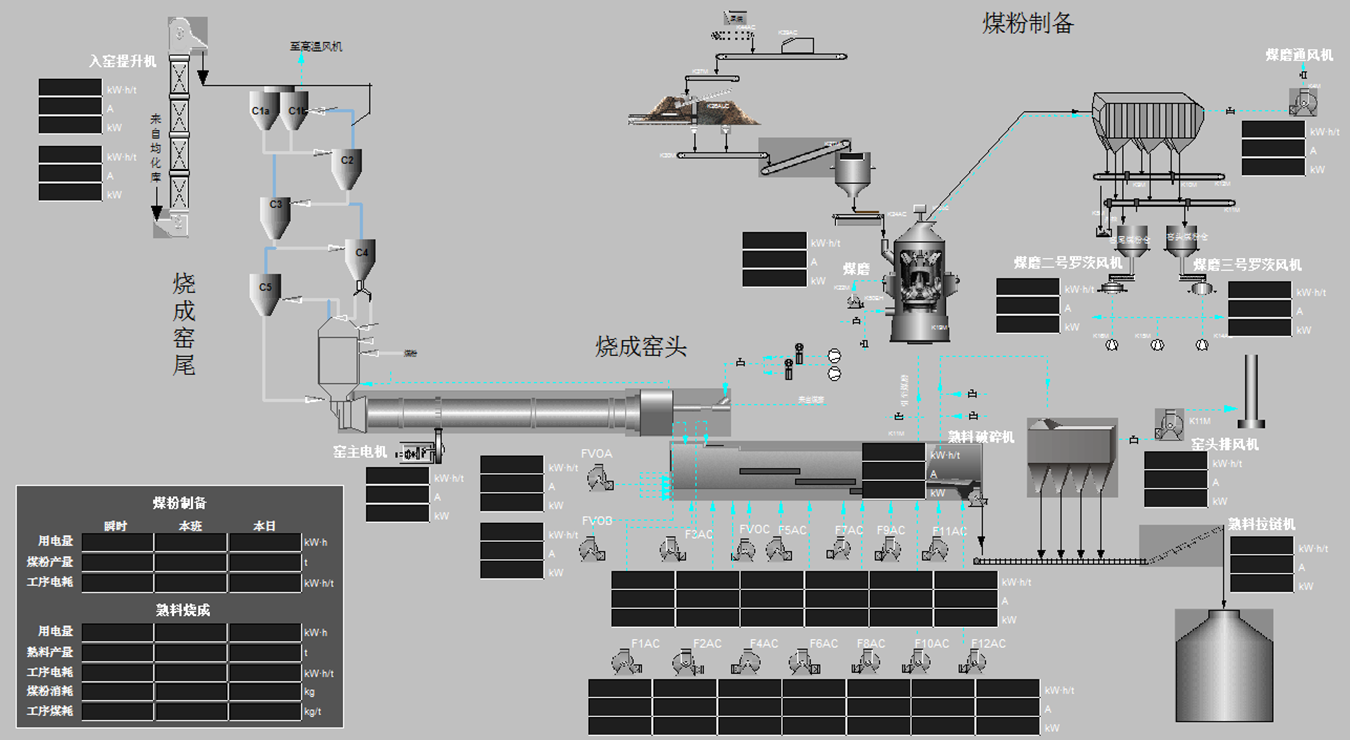 煤粉制备
煤磨通风机
kW·h/t
A
kW
至高温风机
入窑提升机
kW·h/t
A
kW
kW·h/t
A
kW
来自均化库
C1a
C2
C3
C4
C5
烧成窑尾
煤磨
kW·h/t
A
kW
煤磨二号罗茨风机
kW·h/t
A
kW
煤磨三号罗茨风机
kW·h/t
A
kW
烧成窑头
窑主电机
kW·h/t
A
kW
熟料破碎机
kW·h/t
A
kW
K11M
窑头排风机
kW·h/t
A
kW
熟料拉链机
kW·h/t
A
kW
FVOA
kW·h/t
A
kW
FVOB
kW·h/t
A
kW
F3AC
FVOC
F5AC
F7AC
F9AC
F11AC
kW·h/t
A
kW
F1AC
F2AC
F4AC
F6AC
F8AC
F10AC
F12AC
kW·h/t
A
kW
煤粉制备
瞬时 本班 本日
用电量 kW·h
煤粉产量 t
工序电耗 kW·h/t
熟料烧成
用电量 kW·h
熟料产量 t
工序电耗 kW·h/t
煤粉消耗 kg
工序煤耗 kg/t